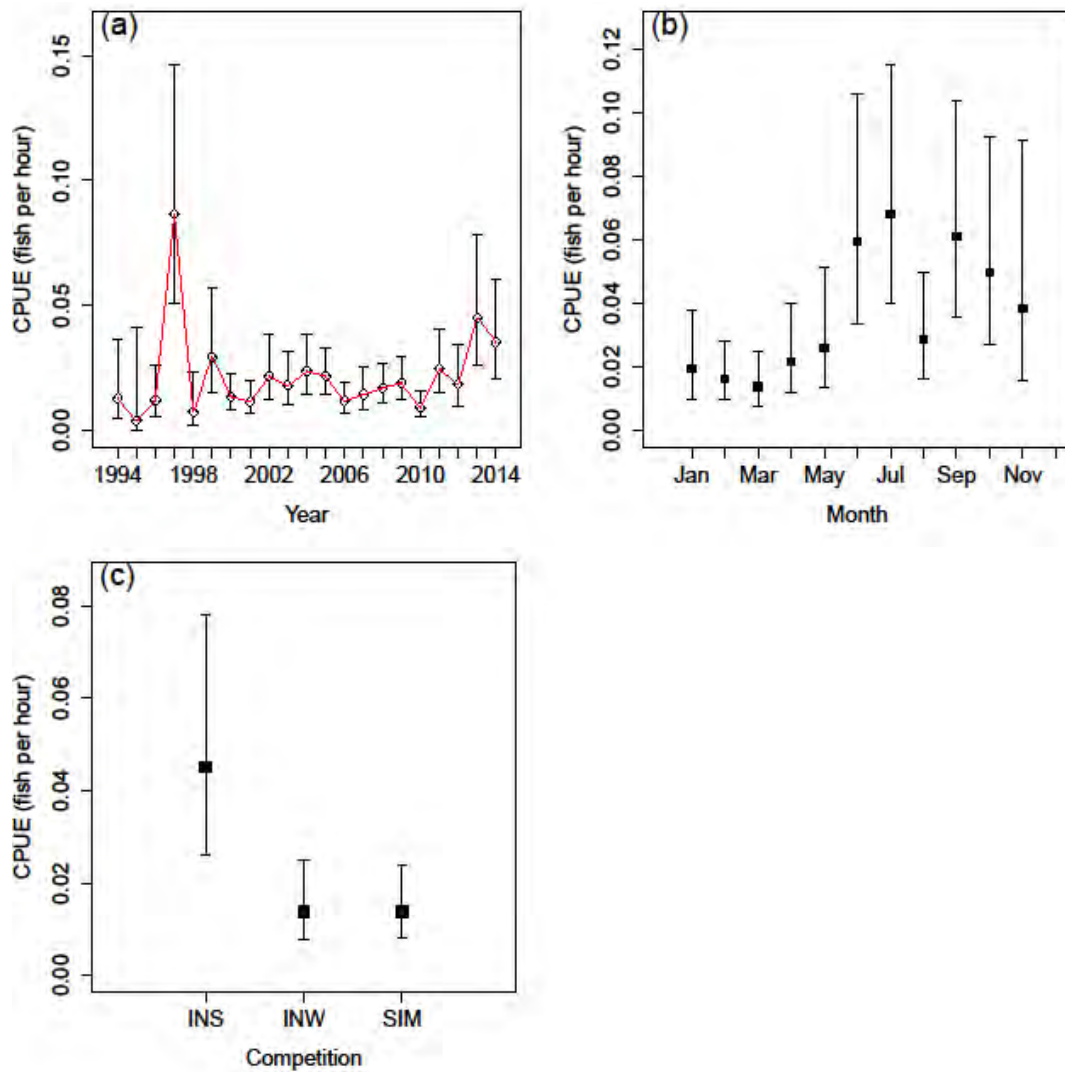 (a)
CPUE (fish per hour)
0.15
0.10
0.05
0.00
1994 1998 2002 2006 2010 2014
Year
(b)
CPUE (fish per hour)
0.12
0.10
0.08
0.06
0.04
0.02
0.00
Jan Mar May Jul Sep Nov
Month
(c)
CPUE (fish per hour)
0.08
0.06
0.04
0.02
0.00
INS INW SIM
Competition